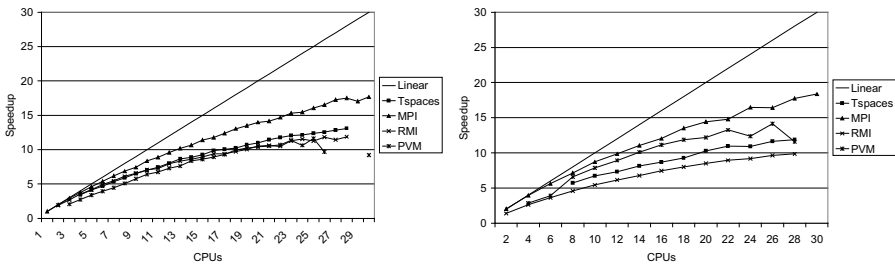 30
25
20
15
10
5
0
Speedup
1
3
5
7
9
11
13
15
17
19
21
23
25
27
29
CPUs
Linear
Tspaces
MPI
RMI
PVM
30
25
20
15
10
5
0
Speedup
2 4 6 8 10 12 14 16 18 20 22 24 26 28 30
CPUs
Linear
Tspaces
MPI
RMI
PVM